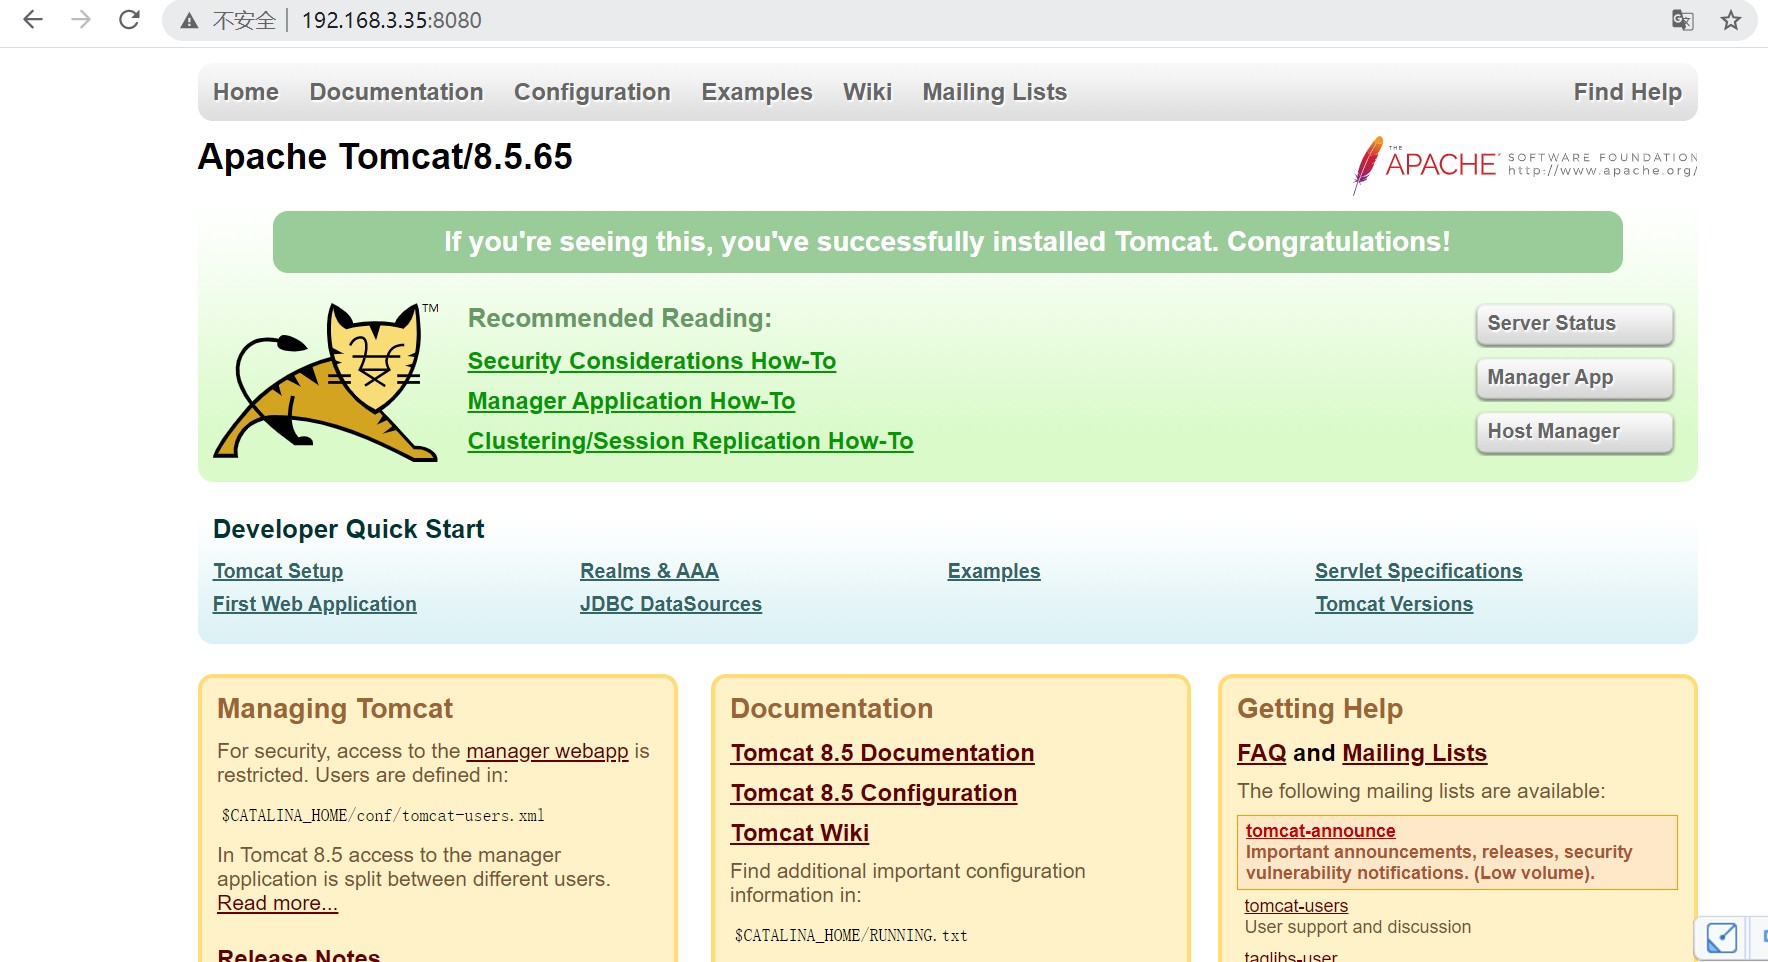 不安全 | 192.168.3.35:8080
Home Documentation Configuration Examples Wiki Mailing Lists Find Help
Apache Tomcat/8.5.65
THE APACHE™ SOFTWARE FOUNDATION
http://www.apache.org/
If you're seeing this, you've successfully installed Tomcat. Congratulations!
TM
Recommended Reading:
Security Considerations How-To
Manager Application How-To
Clustering/Session Replication How-To
Server Status
Manager App
Host Manager
Developer Quick Start
Tomcat Setup
First Web Application
Realms & AAA
JDBC DataSources
Examples
Servlet Specifications
Tomcat Versions
Managing Tomcat
For security, access to the manager webapp is
restricted. Users are defined in:
$CATALINA_HOME/conf/tomcat-users.xml
In Tomcat 8.5 access to the manager
application is split between different users.
Read more...
Release Notes
Documentation
Tomcat 8.5 Documentation
Tomcat 8.5 Configuration
Tomcat Wiki
Find additional important configuration
information in:
$CATALINA_HOME/RUNNING.txt
Getting Help
FAQ and Mailing Lists
The following mailing lists are available:
tomcat-announce
Important announcements, releases, security
vulnerability notifications. (Low volume).
tomcat-users
User support and discussion
taglibs-user